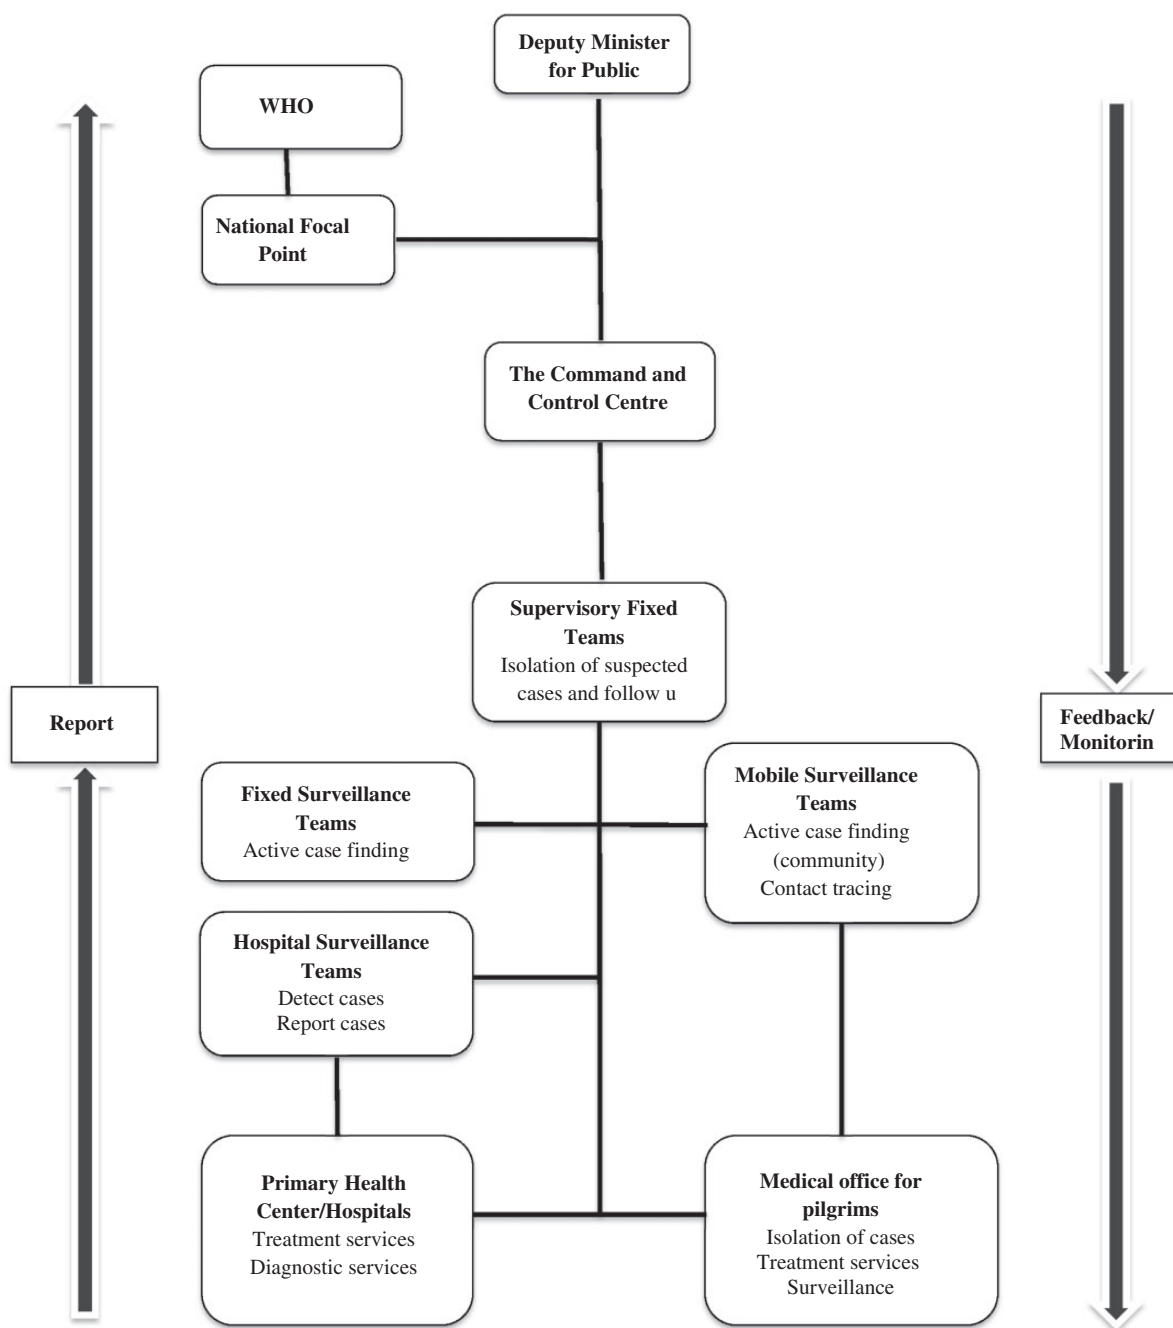 Deputy Minister
for Public
WHO
National Focal
Point
The Command and
Control Centre
Supervisory Fixed
Teams
Isolation of suspected
cases and follow u
Report
Feedback/
Monitorin
Fixed Surveillance
Teams
Active case finding
Mobile Surveillance
Teams
Active case finding
(community)
Contact tracing
Hospital Surveillance
Teams
Detect cases
Report cases
Primary Health
Center/Hospitals
Treatment services
Diagnostic services
Medical office for
pilgrims
Isolation of cases
Treatment services
Surveillance